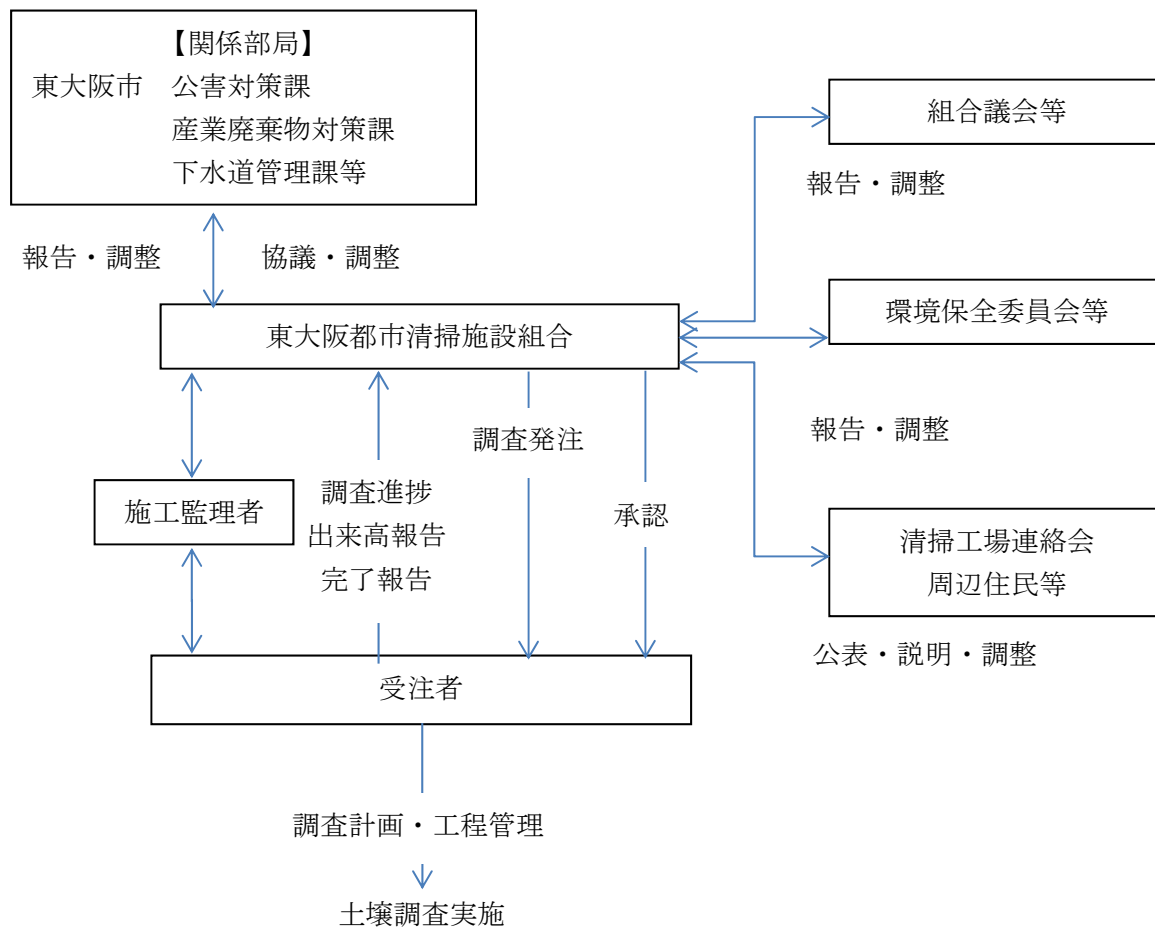 【関係部局】
東大阪市 公害対策課
産業廃棄物対策課
下水道管理課等
組合議会等
報告・調整
報告・調整 協議・調整
環境保全委員会等
東大阪都市清掃施設組合
報告・調整
調査発注
施工監理者
調査進捗
出来高報告
完了報告
承認
清掃工場連絡会
周辺住民等
公表・説明・調整
受注者
調査計画・工程管理
土壌調査実施